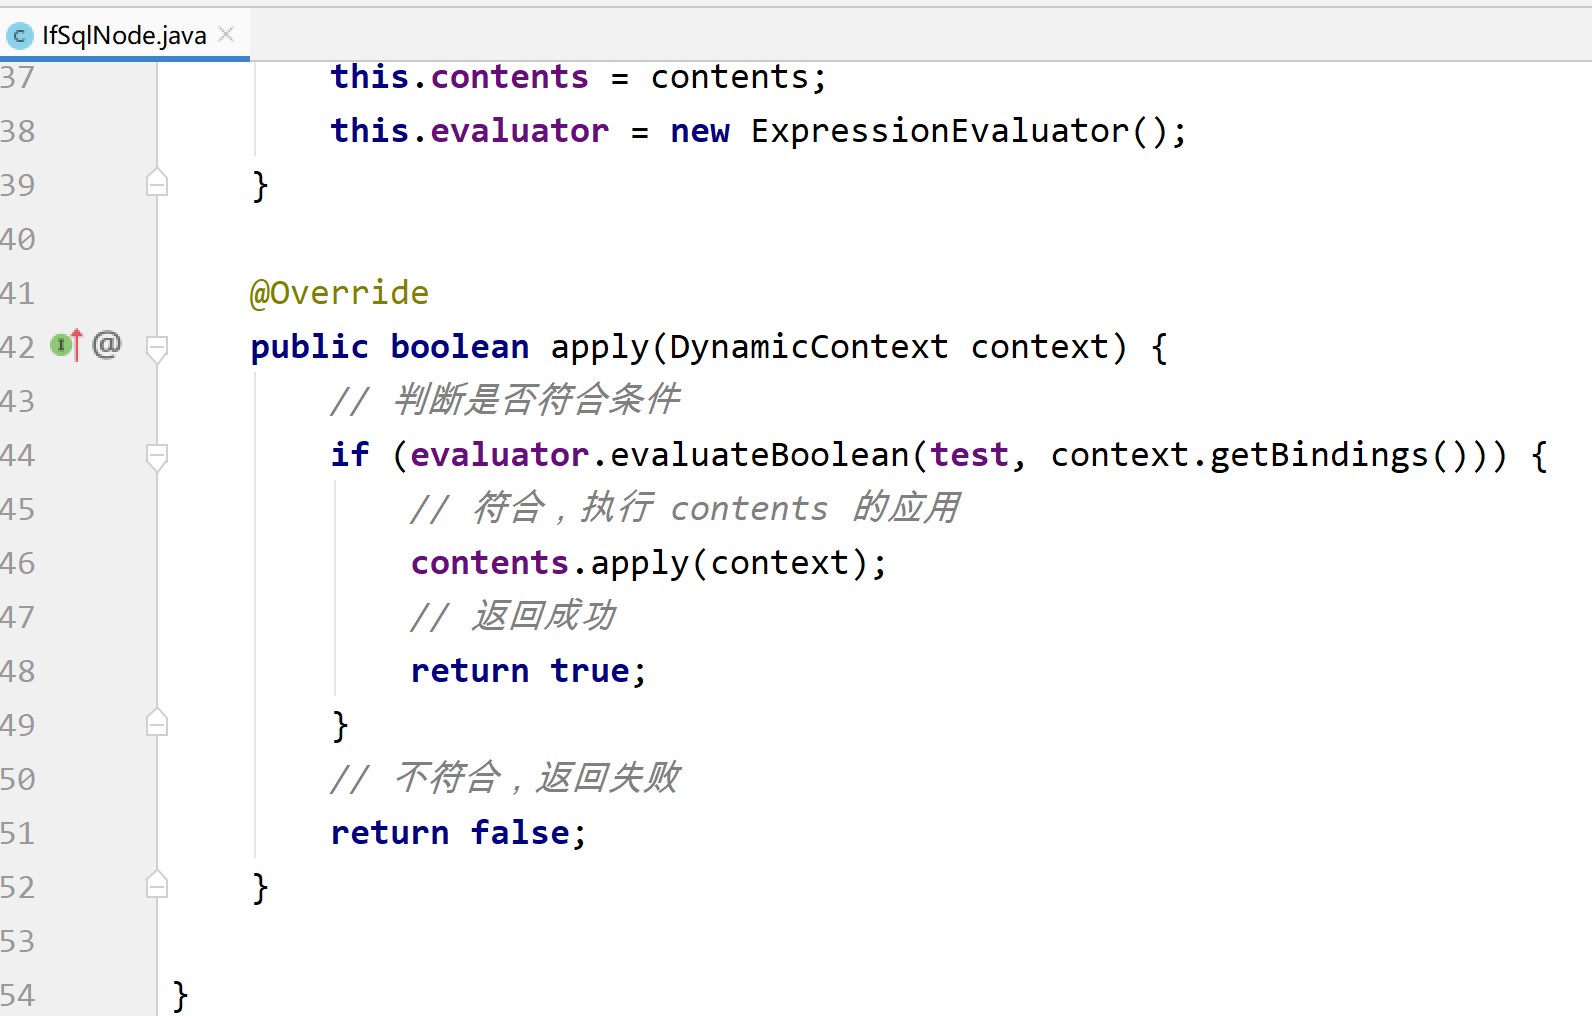 IfSqlNode.java
37 this.contents = contents;
38 this.evaluator = new ExpressionEvaluator();
39 }
40
41 @Override
42 public boolean apply(DynamicContext context) {
43 // 判断是否符合条件
44 if (evaluator.evaluateBoolean(test, context.getBindings())) {
45 // 符合，执行 contents 的应用
46 contents.apply(context);
47 // 返回成功
48 return true;
49 }
50 // 不符合，返回失败
51 return false;
52 }
53
54 }